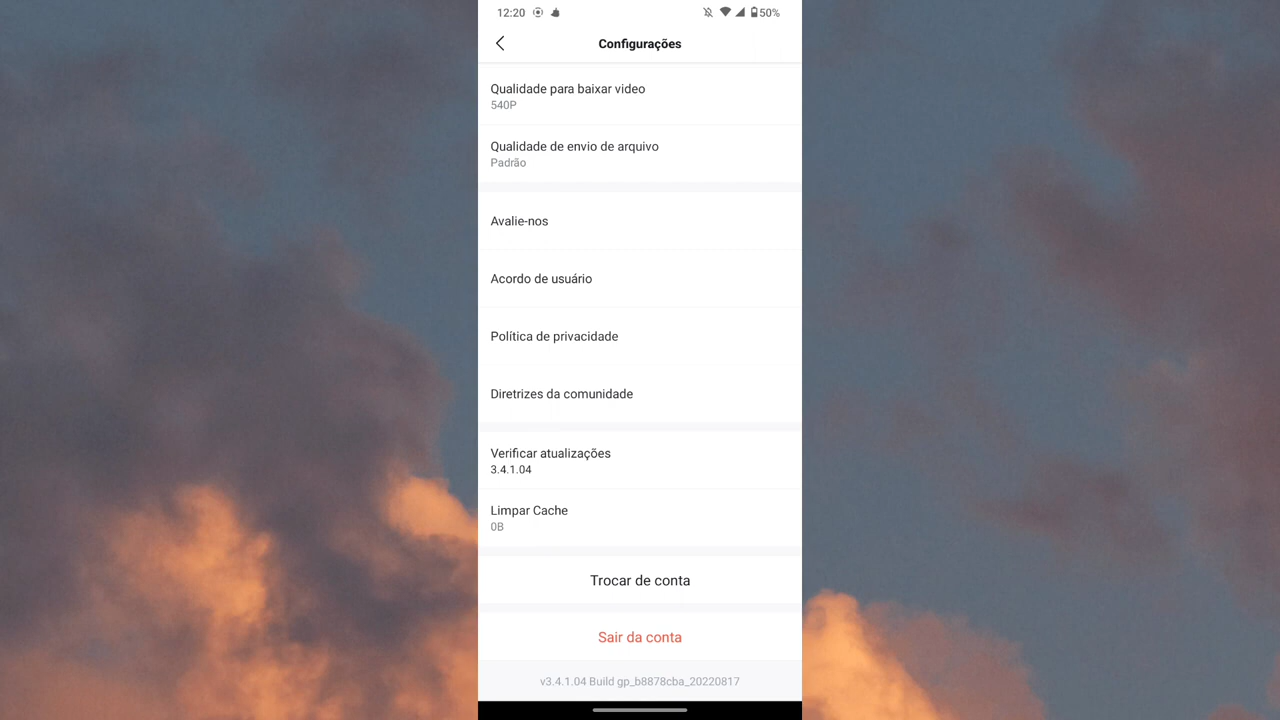 12:20
50%
Configurações
Qualidade para baixar video
540P
Qualidade de envio de arquivo
Padrão
Avalie-nos
Acordo de usuário
Política de privacidade
Diretrizes da comunidade
Verificar atualizações
3.4.1.04
Limpar Cache
0B
Trocar de conta
Sair da conta
v3.4.1.04 Build gp_b8878cba_20220817